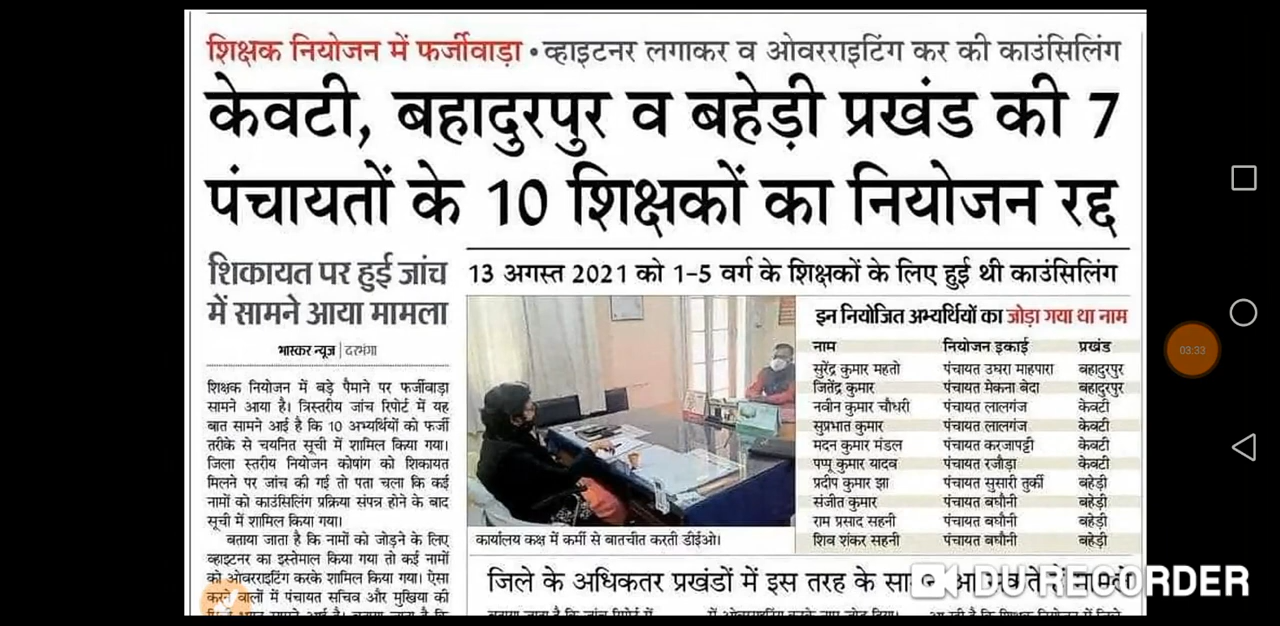 शिक्षक नियोजन में फर्जीवाड़ा • व्हाइटनर लगाकर व ओवरराइटिंग कर की काउंसिलिंग
केवटी, बहादुरपुर व बहेड़ी प्रखंड की 7
पंचायतों के 10 शिक्षकों का नियोजन रद्द
शिकायत पर हुई जांच
में सामने आया मामला
भास्कर न्यूज | दरभंगा
शिक्षक नियोजन में बड़े पैमाने पर फर्जीवाड़ा
सामने आया है। त्रिस्तरीय जांच रिपोर्ट में यह
बात सामने आई है कि 10 अभ्यर्थियों को फर्जी
तरीके से चयनित सूची में शामिल किया गया।
जिला स्तरीय नियोजन कोषांग को शिकायत
मिलने पर जांच की गई तो पता चला कि कई
नामों को काउंसिलिंग प्रक्रिया संपन्न होने के बाद
सूची में शामिल किया गया।
बताया जाता है कि नामों को जोड़ने के लिए
व्हाइटनर का इस्तेमाल किया गया तो कई नामों
को ओवरराइटिंग करके शामिल किया गया। ऐसा
करने वालों में पंचायत सचिव और मुखिया की
13 अगस्त 2021 को 1-5 वर्ग के शिक्षकों के लिए हुई थी काउंसिलिंग
कार्यालय कक्ष में कर्मी से बातचीत करती डीईओ।
इन नियोजित अभ्यर्थियों का जोड़ा गया था नाम
नाम नियोजन इकाई प्रखंड
सुरेंद्र कुमार महतो पंचायत उघरा माहपारा बहादुरपुर
जितेंद्र कुमार पंचायत मेकना बेदा बहादुरपुर
नवीन कुमार चौधरी पंचायत लालगंज केवटी
सुप्रभात कुमार पंचायत लालगंज केवटी
मदन कुमार मंडल पंचायत करजापट्टी केवटी
पप्पू कुमार यादव पंचायत रजौड़ा केवटी
प्रदीप कुमार झा पंचायत सुसारी तुर्की बहेड़ी
संजीत कुमार पंचायत बघौनी बहेड़ी
राम प्रसाद सहनी पंचायत बघौनी बहेड़ी
शिव शंकर सहनी पंचायत बघौनी बहेड़ी
जिले के अधिकतर प्रखंडों में इस तरह के
DU RECORDER
03:33